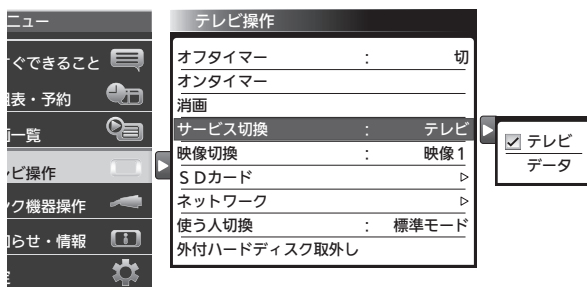 ニュー
すぐできること
組表・予約
画一覧
レビ操作
ンク機器操作
知らせ・情報
定
テレビ操作
オフタイマー : 切
オンタイマー
消画
サービス切換 : テレビ
映像切換 : 映像1
SDカード ▷
ネットワーク ▷
使う人切換 : 標準モード
外付ハードディスク取外し
テレビ
データ